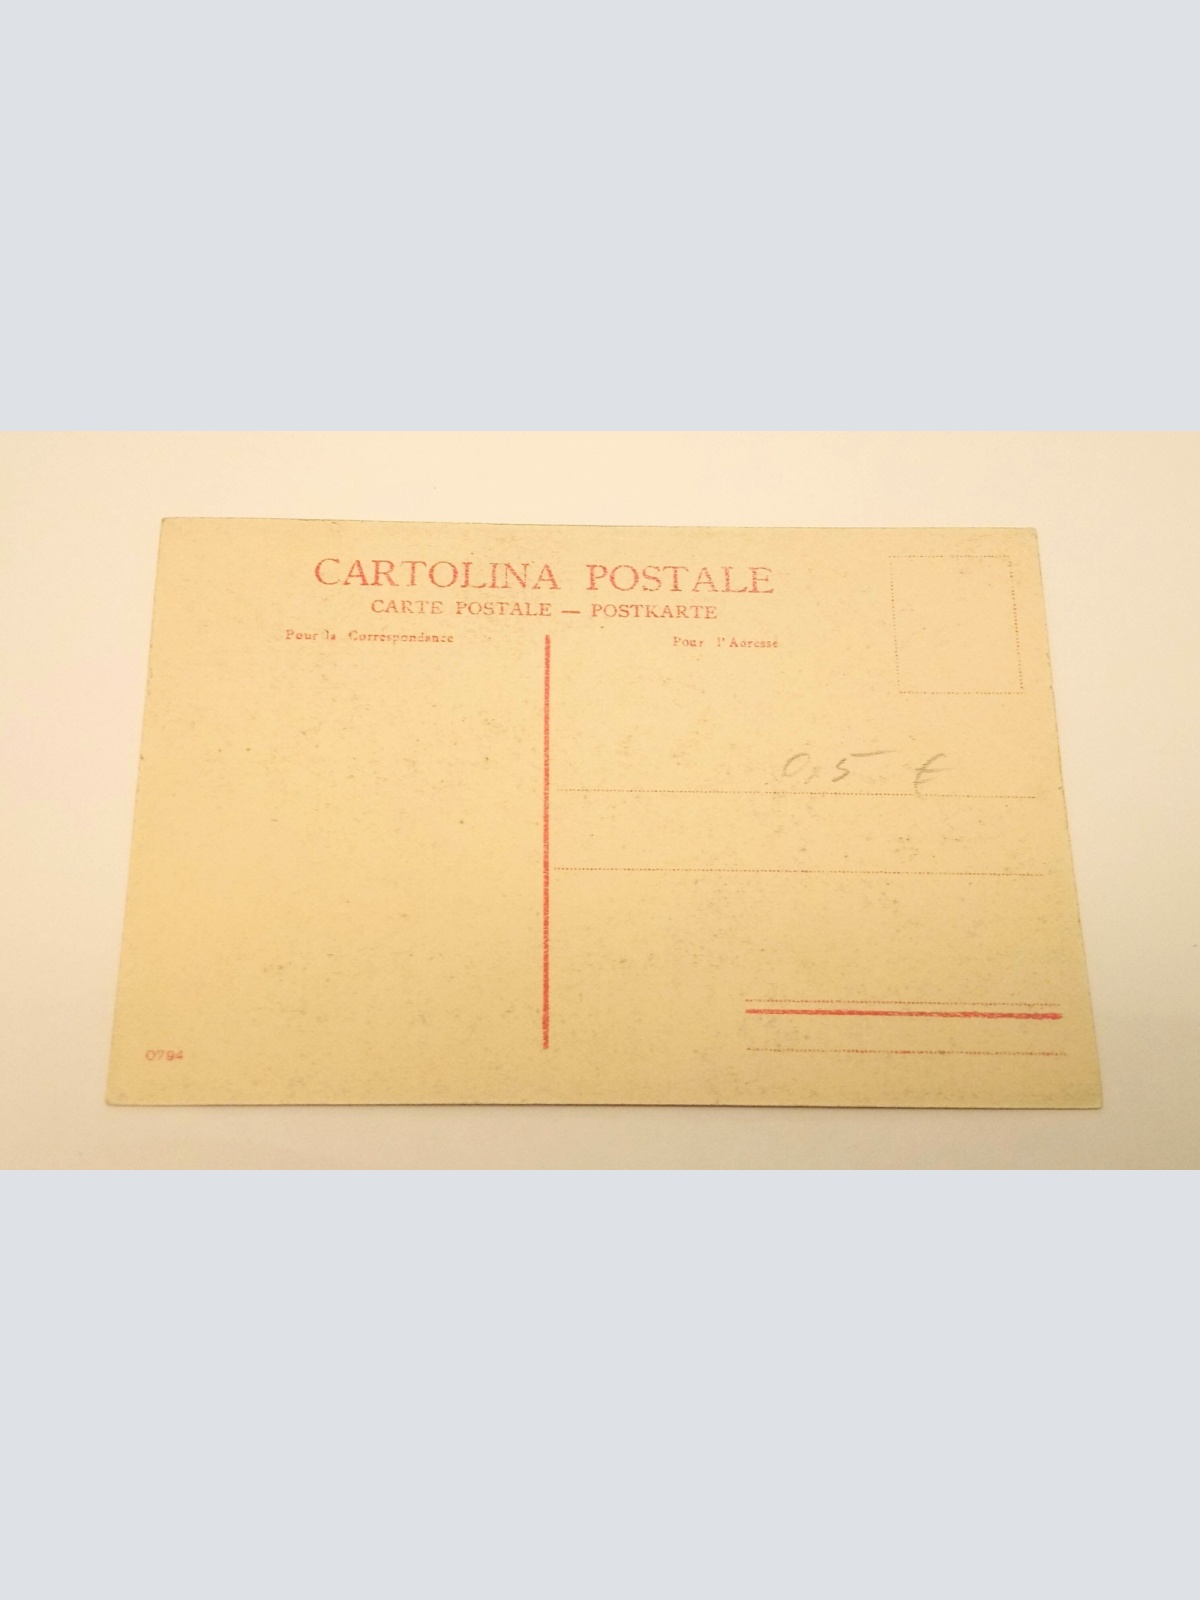 CARTOLINA POSTALE
CARTE POSTALE — POSTKARTE
Pour la Correspondance
Pour l'Adresse
0,5 €
0794